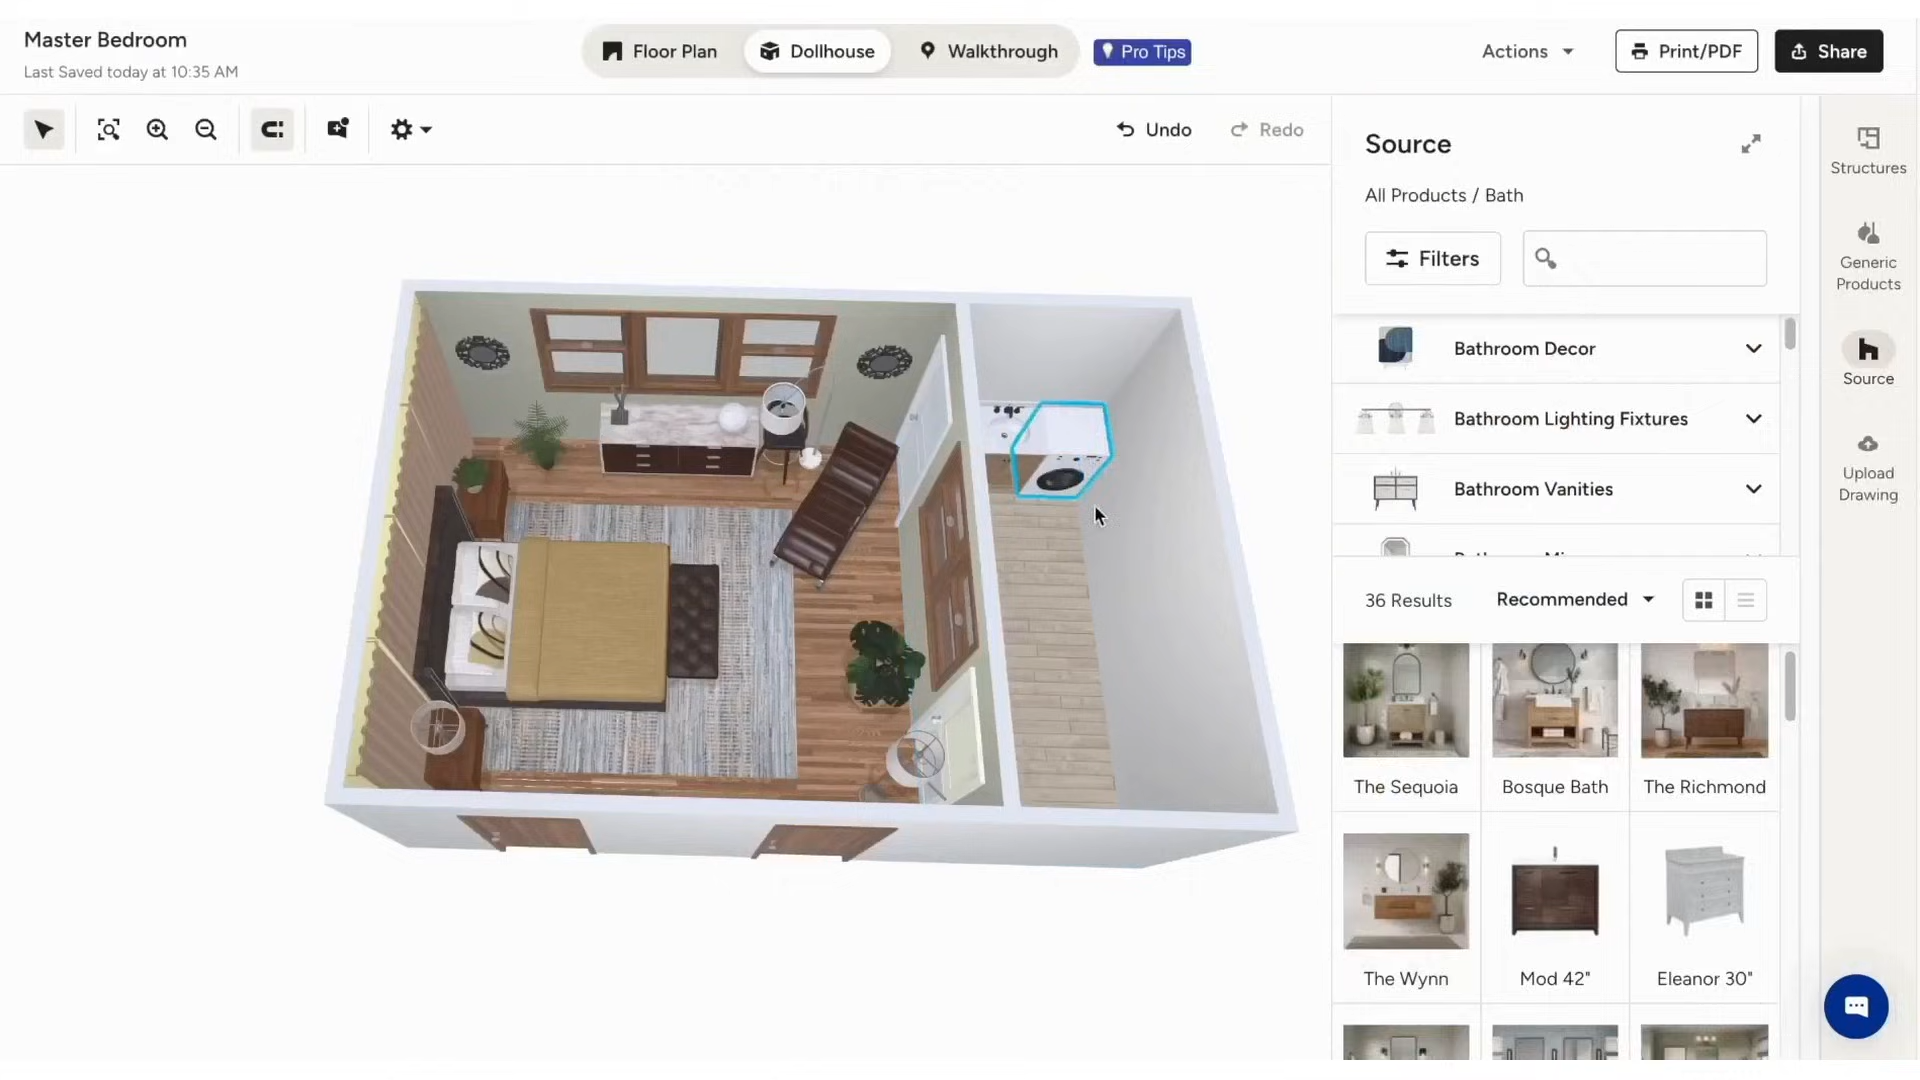 Master Bedroom
Last Saved today at 10:35 AM
Floor Plan
Dollhouse
Walkthrough
Pro Tips
Actions
Print/PDF
Share
Undo
Redo
Source
All Products / Bath
Filters
Bathroom Decor
Bathroom Lighting Fixtures
Bathroom Vanities
36 Results
Recommended
The Sequoia
Bosque Bath
The Richmond
The Wynn
Mod 42"
Eleanor 30"
Structures
Generic
Products
Source
Upload
Drawing